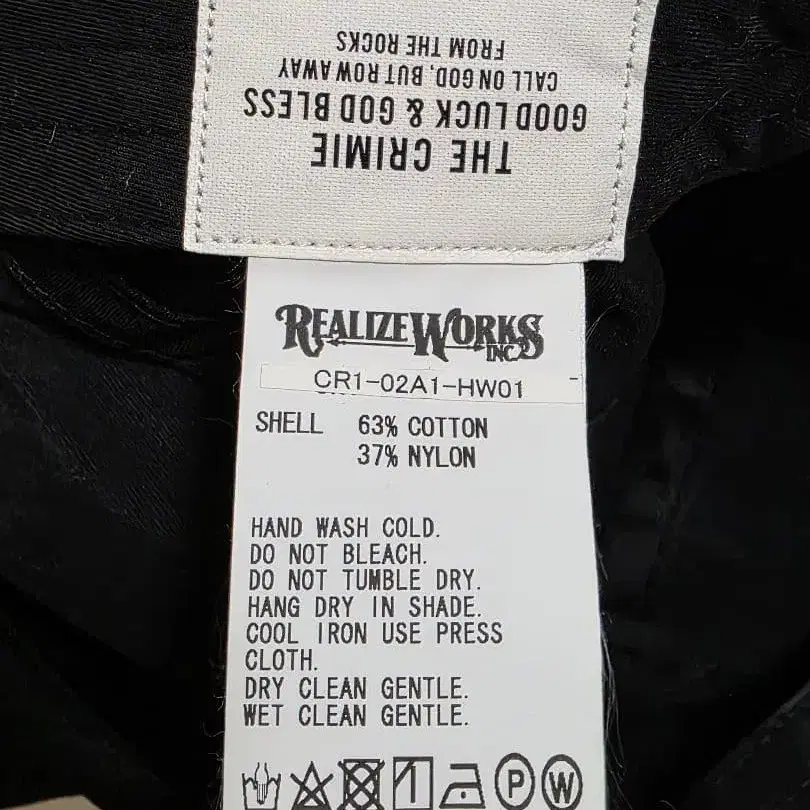 THE CRIMIE
GOOD LUCK & GOD BLESS
CALL ON GOD, BUT ROW AWAY
FROM THE ROCKS
REALIZEWORKS
INC.
CR1-02A1-HW01
SHELL 63% COTTON
37% NYLON
HAND WASH COLD.
DO NOT BLEACH.
DO NOT TUMBLE DRY.
HANG DRY IN SHADE.
COOL IRON USE PRESS
CLOTH.
DRY CLEAN GENTLE.
WET CLEAN GENTLE.
P W